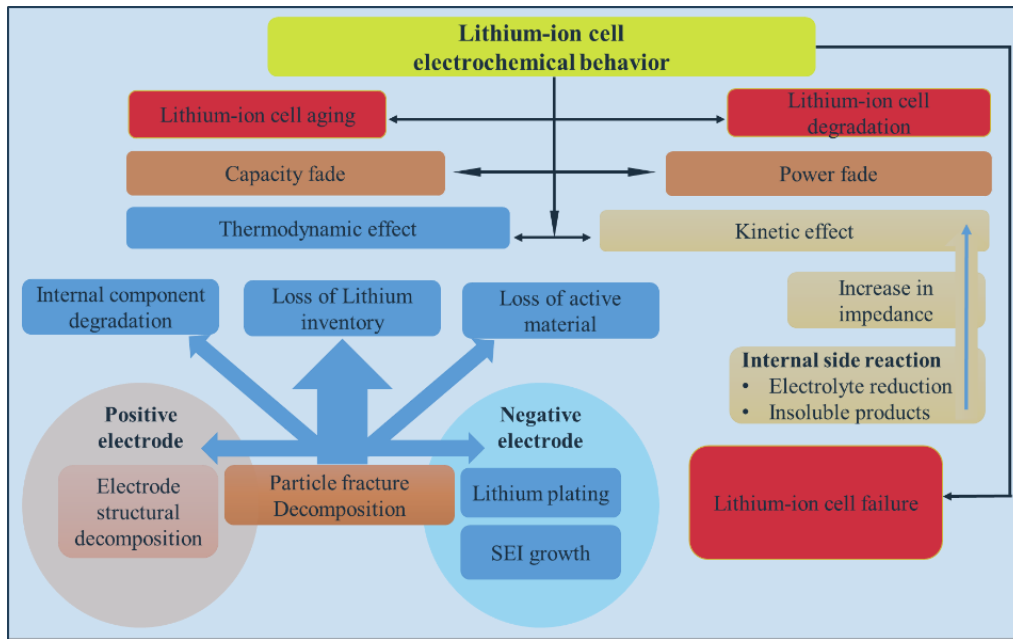 Lithium-ion cell
electrochemical behavior
Lithium-ion cell aging
Lithium-ion cell
degradation
Capacity fade
Power fade
Thermodynamic effect
Kinetic effect
Internal component
degradation
Loss of Lithium
inventory
Loss of active
material
Increase in
impedance
Internal side reaction
• Electrolyte reduction
• Insoluble products
Positive
electrode
Negative
electrode
Electrode
structural
decomposition
Particle fracture
Decomposition
Lithium plating
SEI growth
Lithium-ion cell failure